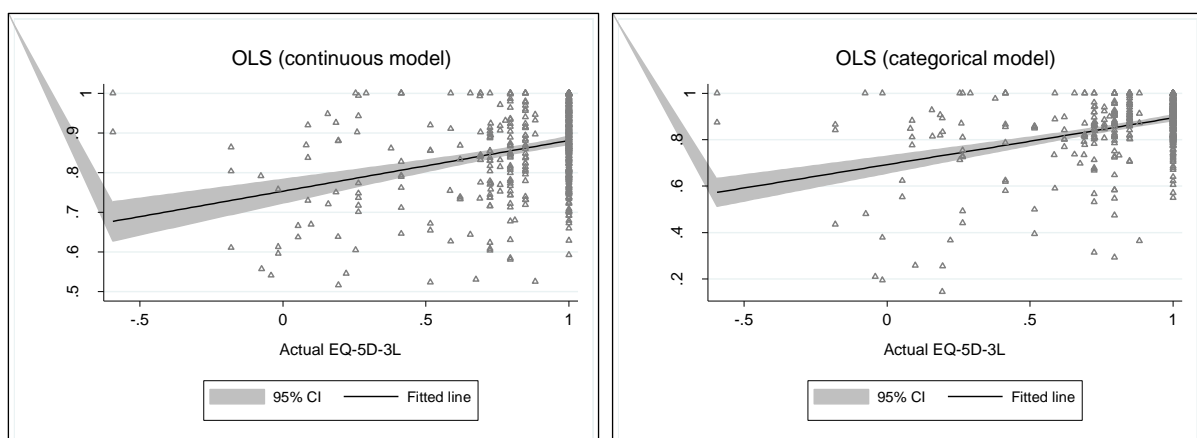 OLS (continuous model)
1
.9
.8
.7
.6
.5
-.5
0
.5
1
Actual EQ-5D-3L
95% CI
Fitted line
OLS (categorical model)
1
.8
.6
.4
.2
-.5
0
.5
1
Actual EQ-5D-3L
95% CI
Fitted line